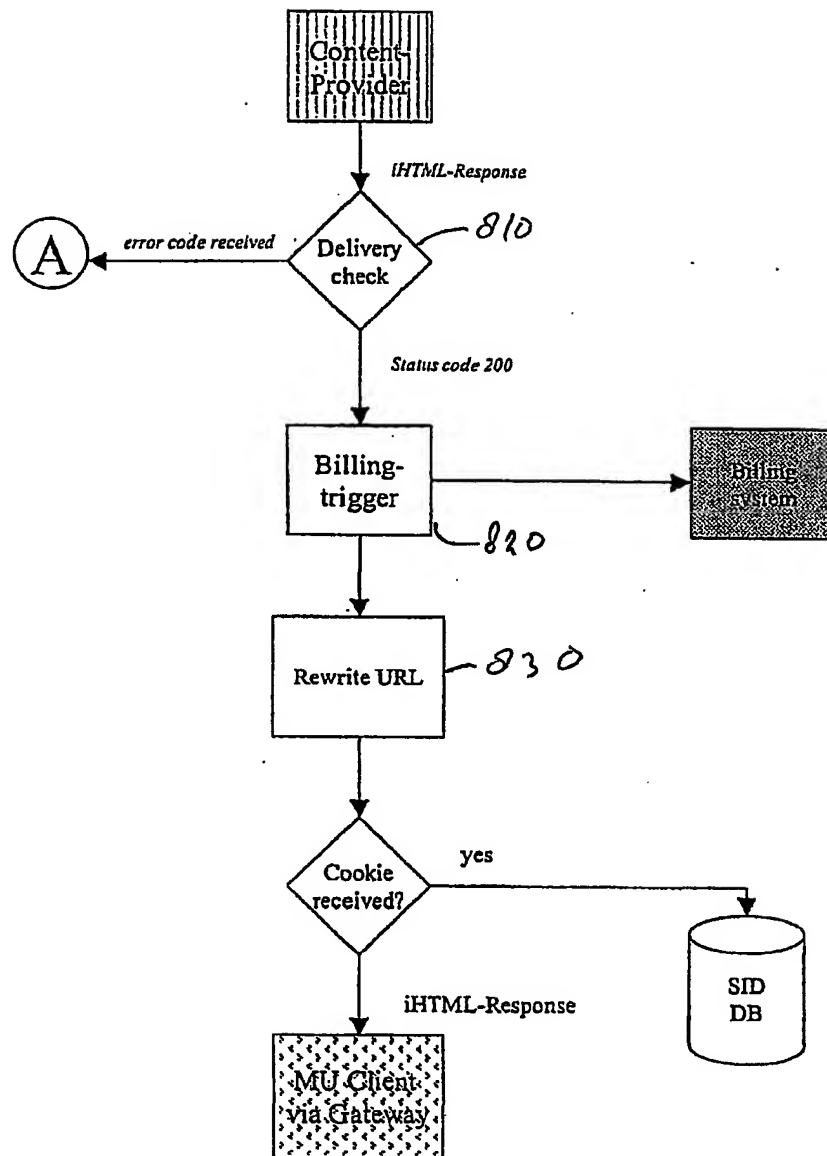 Content-
Provider
iHTML-Response
810
A
error code received
Delivery
check
Status code 200
Billing-
trigger
Billing
system
820
Rewrite URL
830
Cookie
received?
yes
SID
DB
iHTML-Response
MU Client
via Gateway